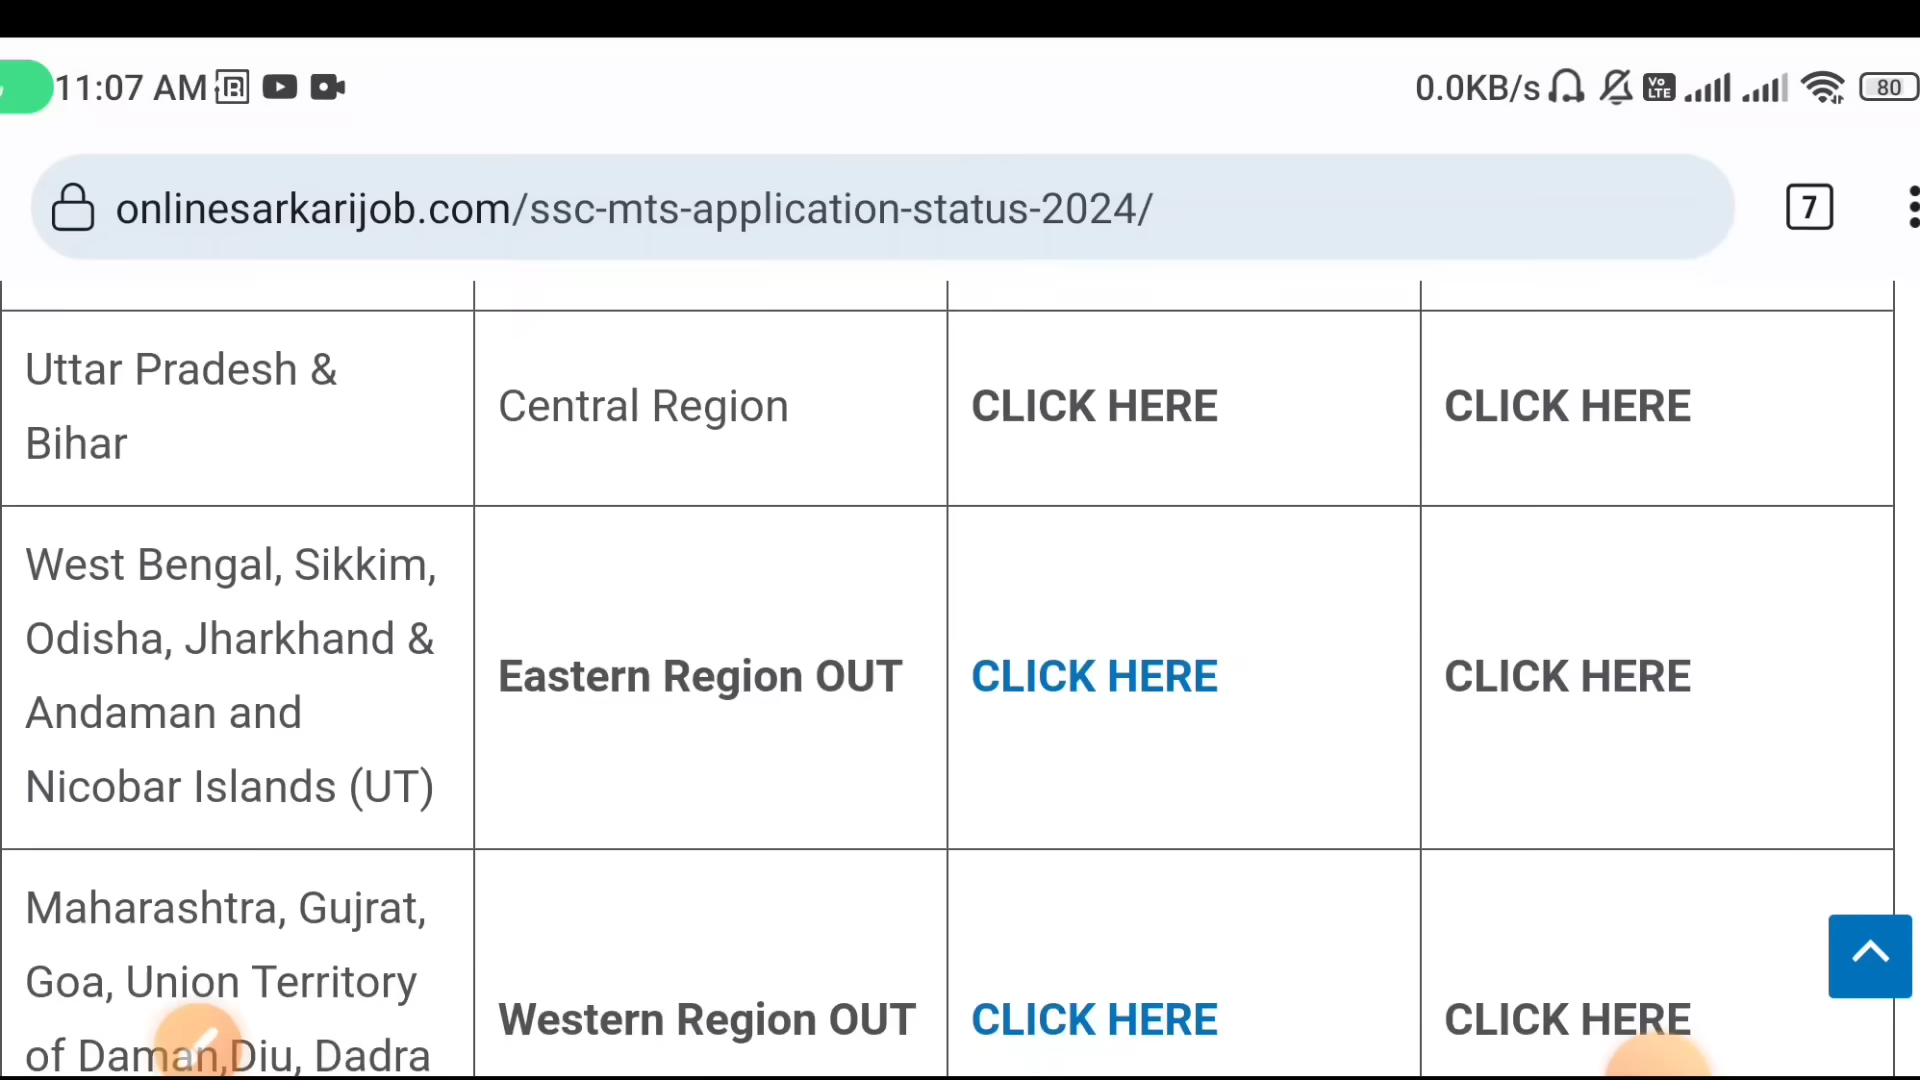 11:07 AM
0.0KB/s
Vo LTE
80
onlinesarkarijob.com/ssc-mts-application-status-2024/
7
Uttar Pradesh &
Bihar
Central Region
CLICK HERE
CLICK HERE
West Bengal, Sikkim,
Odisha, Jharkhand &
Andaman and
Nicobar Islands (UT)
Eastern Region OUT
CLICK HERE
CLICK HERE
Maharashtra, Gujrat,
Goa, Union Territory
of Daman,Diu, Dadra
Western Region OUT
CLICK HERE
CLICK HERE